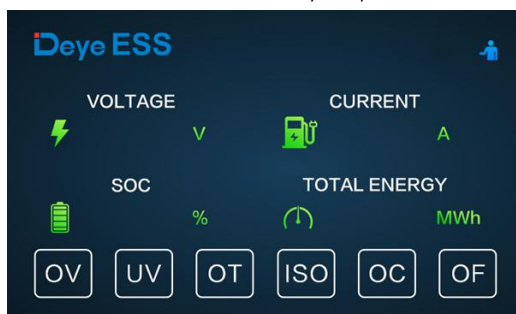 Deye ESS
VOLTAGE
V
CURRENT
A
SOC
%
TOTAL ENERGY
MWh
OV UV OT ISO OC OF